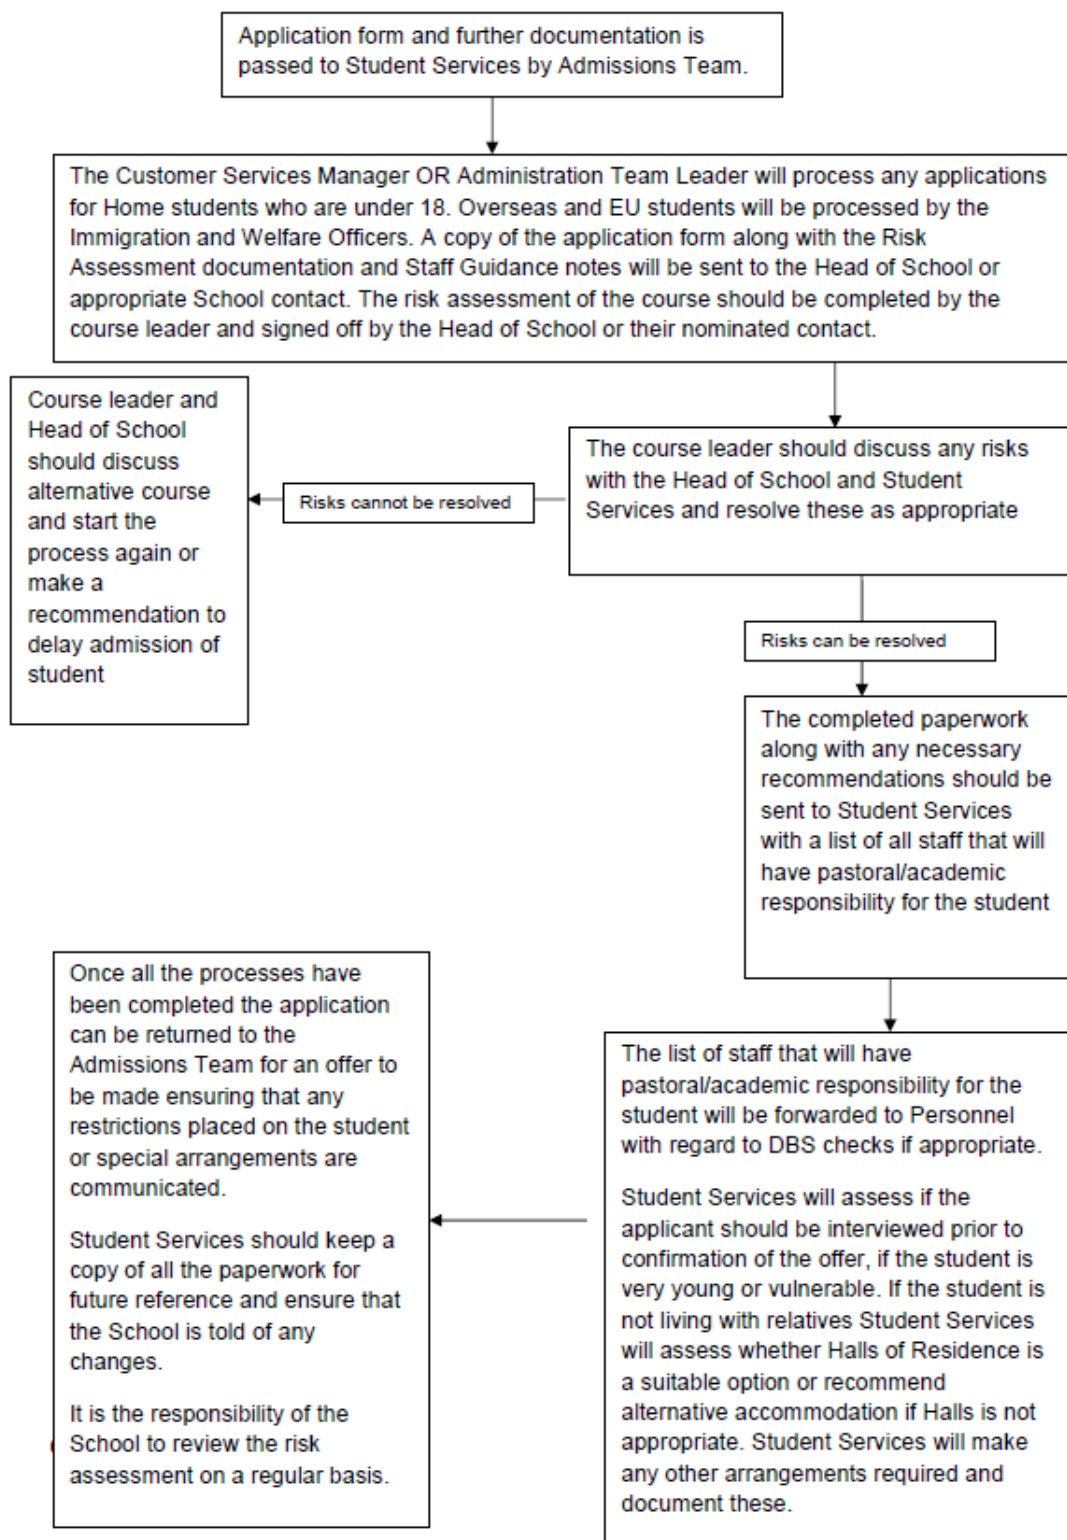 Application form and further documentation is
passed to Student Services by Admissions Team.
The Customer Services Manager OR Administration Team Leader will process any applications
for Home students who are under 18. Overseas and EU students will be processed by the
Immigration and Welfare Officers. A copy of the application form along with the Risk
Assessment documentation and Staff Guidance notes will be sent to the Head of School or
appropriate School contact. The risk assessment of the course should be completed by the
course leader and signed off by the Head of School or their nominated contact.
Course leader and
Head of School
should discuss
alternative course
and start the
process again or
make a
recommendation to
delay admission of
student
Risks cannot be resolved
The course leader should discuss any risks
with the Head of School and Student
Services and resolve these as appropriate
Risks can be resolved
The completed paperwork
along with any necessary
recommendations should be
sent to Student Services
with a list of all staff that will
have pastoral/academic
responsibility for the student
The list of staff that will have
pastoral/academic responsibility for the
student will be forwarded to Personnel
with regard to DBS checks if appropriate.
Student Services will assess if the
applicant should be interviewed prior to
confirmation of the offer, if the student is
very young or vulnerable. If the student is
not living with relatives Student Services
will assess whether Halls of Residence is
a suitable option or recommend
alternative accommodation if Halls is not
appropriate. Student Services will make
any other arrangements required and
document these.
Once all the processes have
been completed the application
can be returned to the
Admissions Team for an offer to
be made ensuring that any
restrictions placed on the student
or special arrangements are
communicated.
Student Services should keep a
copy of all the paperwork for
future reference and ensure that
the School is told of any
changes.
It is the responsibility of the
School to review the risk
assessment on a regular basis.